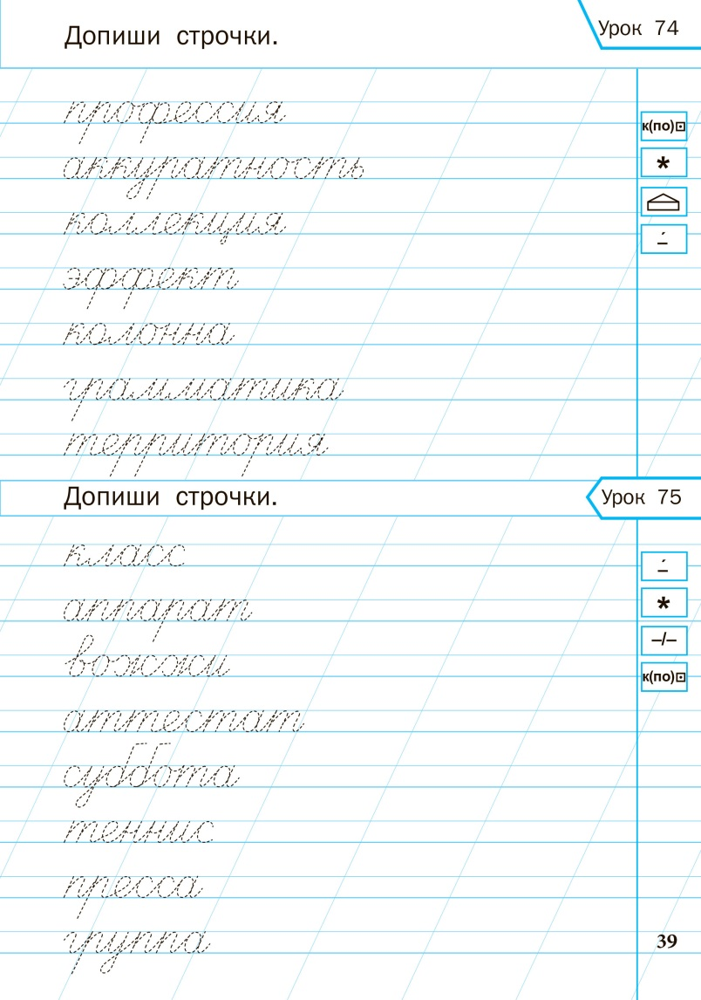 Допиши строчки.
Урок 74
профессия
к(по)
аккуратность
*
коллекция
эффект
колонна
грамматика
территория
Допиши строчки.
Урок 75
класс
аппарат
*
вожжи
–/–
к(по)
аттестат
суббота
теннис
пресса
группа
39